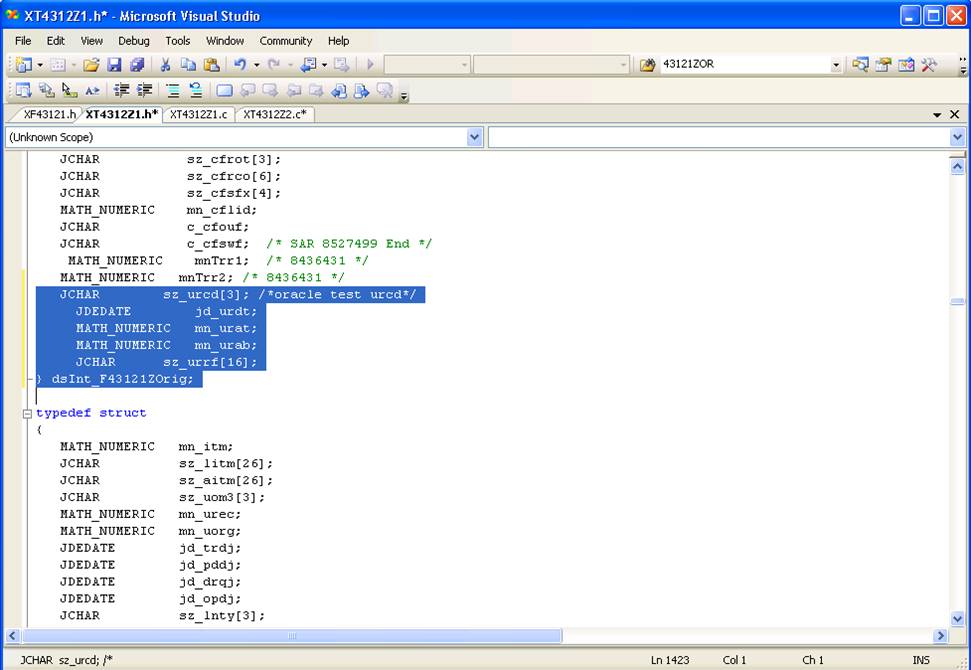 XT4312Z1.h* - Microsoft Visual Studio
File Edit View Debug Tools Window Community Help
43121ZOR
XF43121.h XT4312Z1.h* XT4312Z1.c XT4312Z2.c*
(Unknown Scope)
JCHAR sz_cfrot[3];
JCHAR sz_cfrco[6];
JCHAR sz_cfsfx[4];
MATH_NUMERIC mn_cflid;
JCHAR c_cfouf;
JCHAR c_cfswf; /* SAR 8527499 End */
MATH_NUMERIC mnTrr1; /* 8436431 */
MATH_NUMERIC mnTrr2; /* 8436431 */
JCHAR sz_urcd[3]; /*oracle test urcd*/
JDEDATE jd_urdt;
MATH_NUMERIC mn_urat;
MATH_NUMERIC mn_urab;
JCHAR sz_urrf[16];
} dsInt_F43121ZOrig;
typedef struct
{
MATH_NUMERIC mn_itm;
JCHAR sz_litm[26];
JCHAR sz_aitm[26];
JCHAR sz_uom3[3];
MATH_NUMERIC mn_urec;
MATH_NUMERIC mn_uorg;
JDEDATE jd_trdj;
JDEDATE jd_pddj;
JDEDATE jd_drqj;
JDEDATE jd_opdj;
JCHAR sz_lnty[3];
JCHAR sz_urcd; /* Ln 1423 Col 1 Ch 1 INS